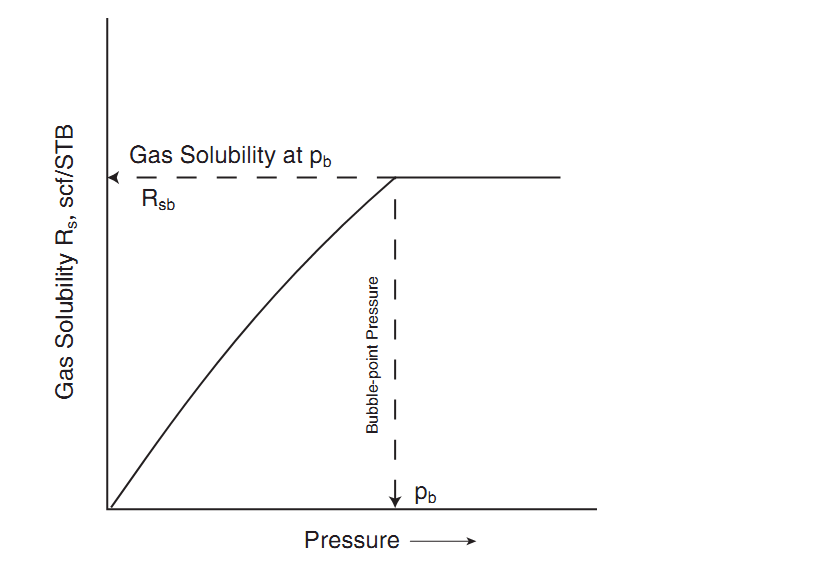 Gas Solubility at pb
Rsb
Gas Solubility Rs, scf/STB
Bubble-point Pressure
pb
Pressure